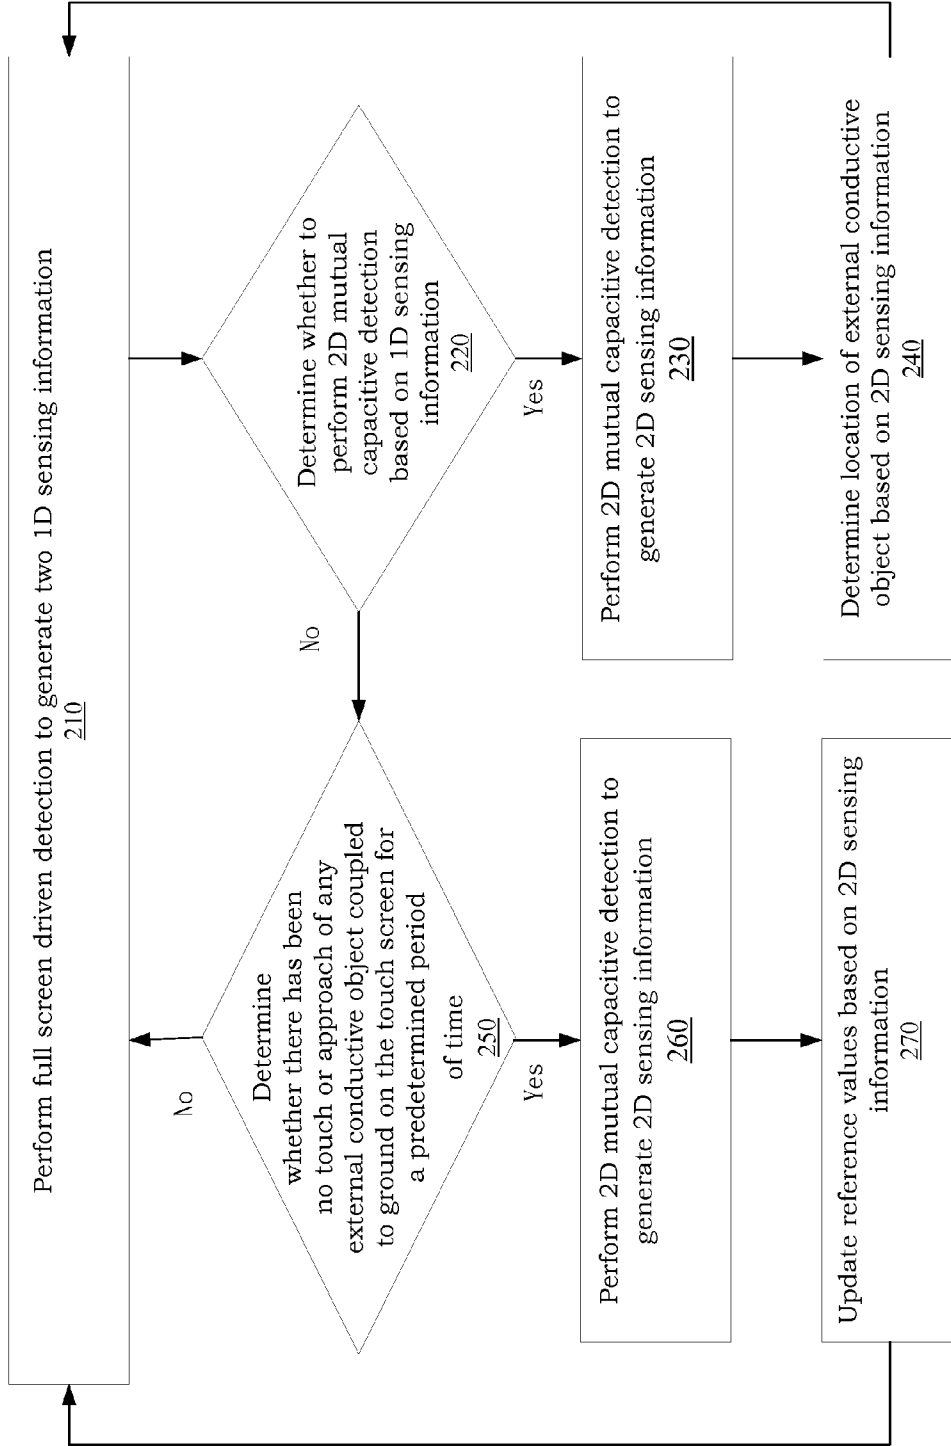 Perform full screen driven detection to generate two 1D sensing information
210
Determine whether to
perform 2D mutual
capacitive detection
based on 1D sensing
information
220
No
Yes
Perform 2D mutual capacitive detection to
generate 2D sensing information
230
Determine location of external conductive
object based on 2D sensing information
240
Determine
whether there has been
no touch or approach of any
external conductive object coupled
to ground on the touch screen for
a predetermined period
of time
250
No
Yes
Perform 2D mutual capacitive detection to
generate 2D sensing information
260
Update reference values based on 2D sensing
information
270